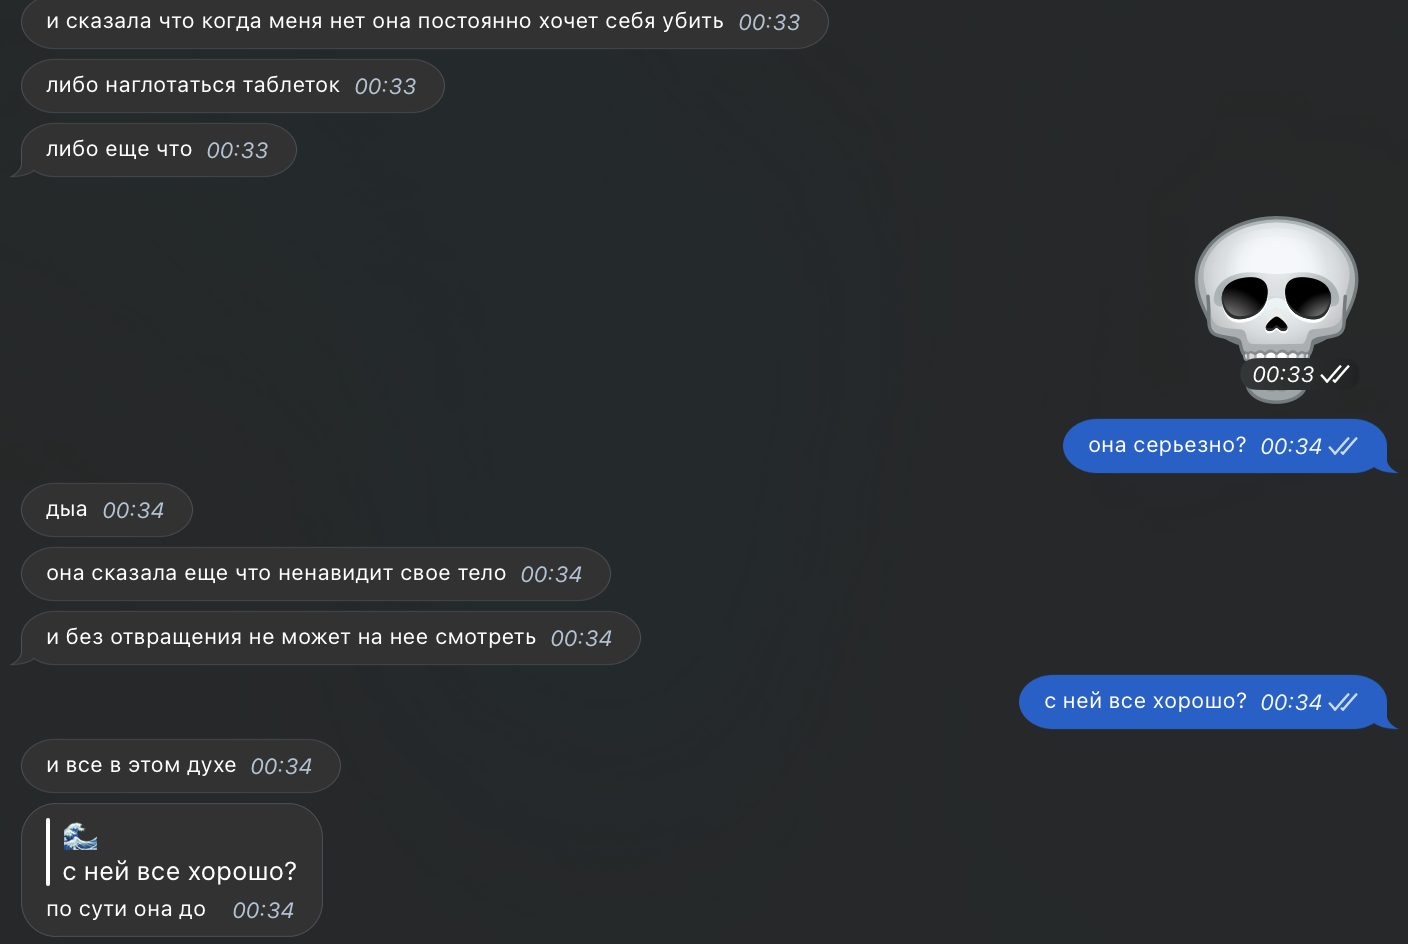 и сказала что когда меня нет она постоянно хочет себя убить 00:33
либо наглотаться таблеток 00:33
либо еще что 00:33
00:33
она серьезно? 00:34
дыа 00:34
она сказала еще что ненавидит свое тело 00:34
и без отвращения не может на нее смотреть 00:34
с ней все хорошо? 00:34
и все в этом духе 00:34
с ней все хорошо?
по сути она до 00:34